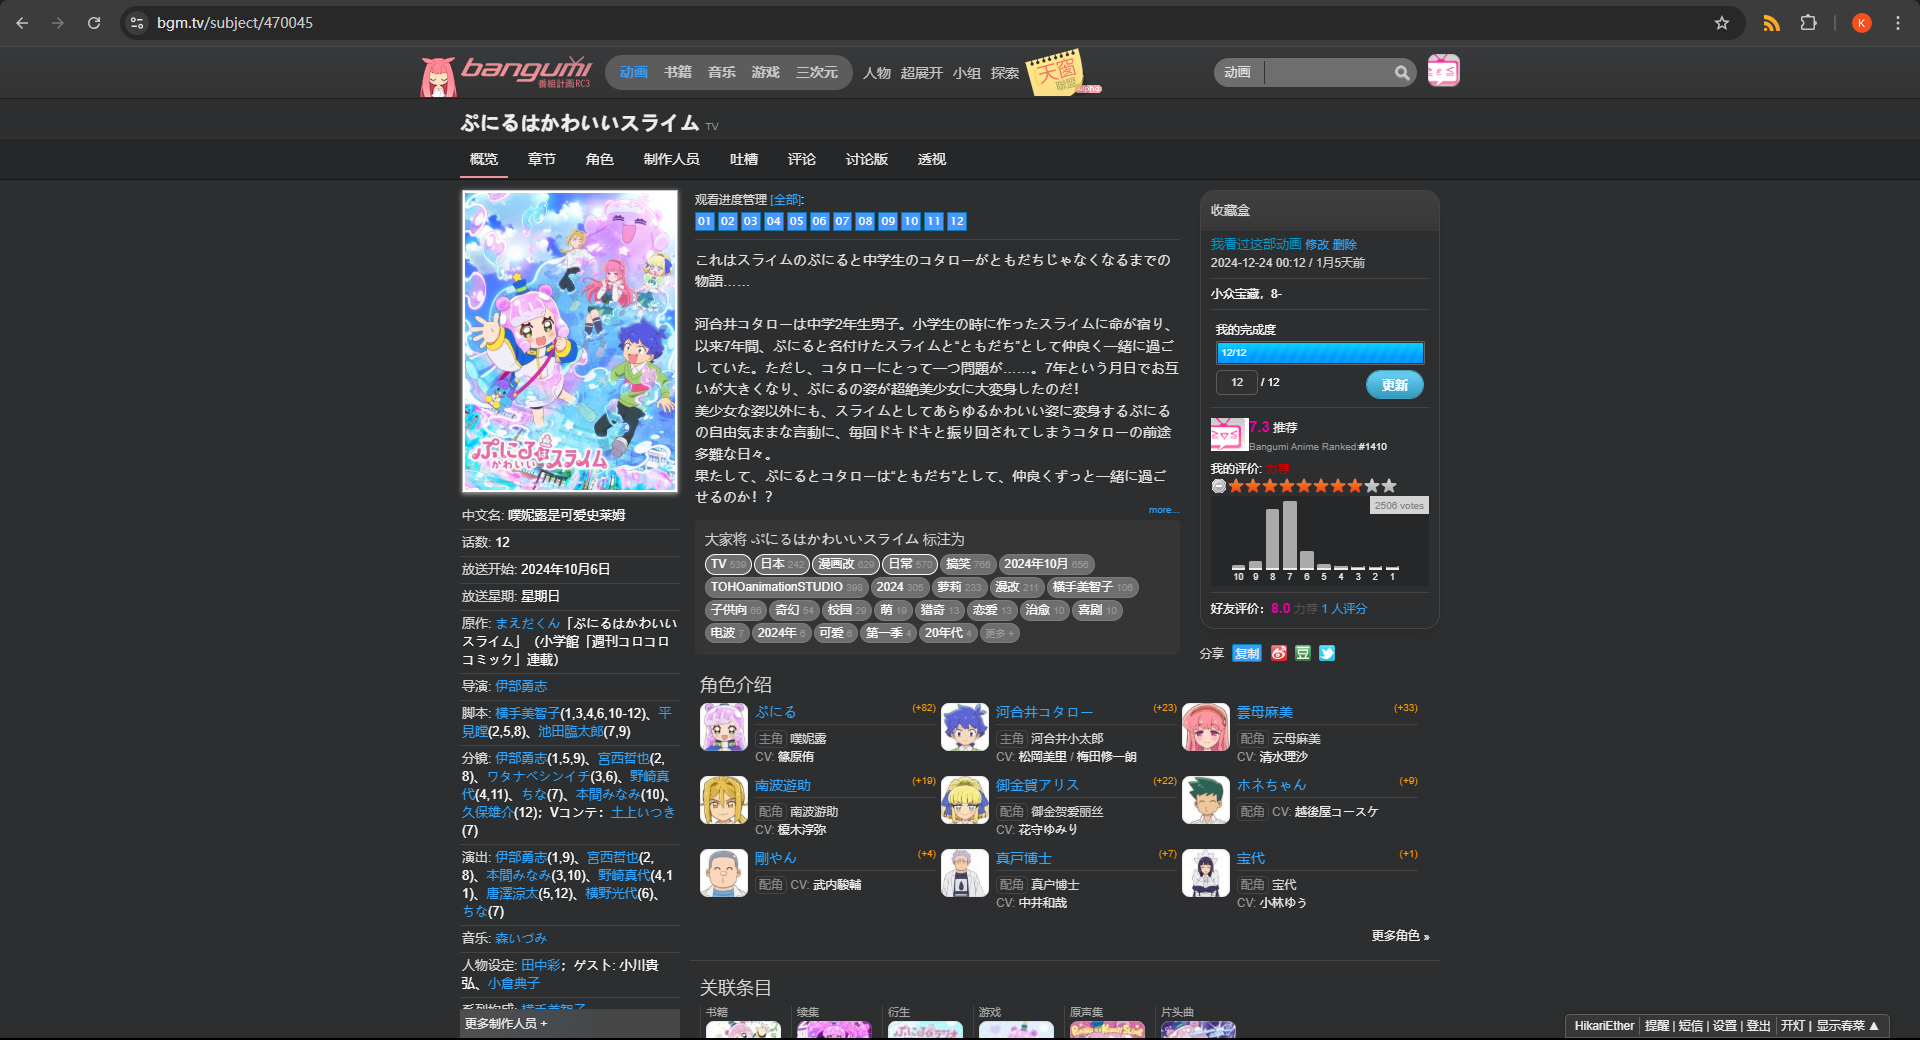 bgm.tv/subject/470045
K
bangumi
番組計画RC3
动画 书籍 音乐 游戏 三次元
人物 超展开 小组 探索
天窗
聯盟
alpha
动画
ぷにるはかわいいスライム TV
概览 章节 角色 制作人员 吐槽 评论 讨论版 透视
ぷにるはかわいいスライム
中文名: 噗妮露是可爱史莱姆
话数: 12
放送开始: 2024年10月6日
放送星期: 星期日
原作: まえだくん「ぷにるはかわいい
スライム」（小学館「週刊コロコロ
コミック」連載）
导演: 伊部勇志
脚本: 横手美智子(1,3,4,6,10-12)、平
見瞠(2,5,8)、池田臨太郎(7,9)
分镜: 伊部勇志(1,5,9)、宮西哲也(2,
8)、ワタナベシンイチ(3,6)、野崎真
代(4,11)、ちな(7)、本間みなみ(10)、
久保雄介(12)；Vコンテ：土上いつき
(7)
演出: 伊部勇志(1,9)、宮西哲也(2,
8)、本間みなみ(3,10)、野崎真代(4,1
1)、唐澤涼太(5,12)、横野光代(6)、
ちな(7)
音乐: 森いづみ
人物设定: 田中彩；ゲスト: 小川貴
弘、小倉典子
系列构成: 横手美智子
更多制作人员 +
观看进度管理 [全部]:
01 02 03 04 05 06 07 08 09 10 11 12
これはスライムのぷにると中学生のコタローがともだちじゃなくなるまでの
物語……
河合井コタローは中学2年生男子。小学生の時に作ったスライムに命が宿り、
以来7年間、ぷにると名付けたスライムと“ともだち”として仲良く一緒に過ご
していた。ただし、コタローにとって一つ問題が……。7年という月日でお互
いが大きくなり、ぷにるの姿が超絶美少女に大変身したのだ！
美少女な姿以外にも、スライムとしてあらゆるかわいい姿に変身するぷにる
の自由気ままな言動に、毎回ドキドキと振り回されてしまうコタローの前途
多難な日々。
果たして、ぷにるとコタローは“ともだち”として、仲良くずっと一緒に過ご
せるのか！？
more...
大家将 ぷにるはかわいいスライム 标注为
TV 539 日本 242 漫画改 629 日常 570 搞笑 766 2024年10月 656
TOHOanimationSTUDIO 398 2024 305 萝莉 233 漫改 211 横手美智子 106
子供向 66 奇幻 54 校园 29 萌 19 猎奇 13 恋爱 13 治愈 10 喜剧 10
电波 7 2024年 6 可爱 6 第一季 4 20年代 4 更多 +
角色介绍
ぷにる (+82)
主角 噗妮露
CV: 篠原侑
河合井コタロー (+23)
主角 河合井小太郎
CV: 松岡美里 / 梅田修一朗
雲母麻美 (+33)
配角 云母麻美
CV: 清水理沙
南波遊助 (+19)
配角 南波游助
CV: 榎木淳弥
御金賀アリス (+22)
配角 御金贺爱丽丝
CV: 花守ゆみり
ホネちゃん (+9)
配角 CV: 越後屋コースケ
剛やん (+4)
配角 CV: 武内駿輔
真戸博士 (+7)
配角 真户博士
CV: 中井和哉
宝代 (+1)
配角 宝代
CV: 小林ゆう
更多角色 »
关联条目
书籍 续集 衍生 游戏 原声集 片头曲
收藏盒
我看过这部动画 修改 删除
2024-12-24 00:12 / 1月5天前
小众宝藏，8-
我的完成度
12/12
12 / 12
更新
7.3 推荐
Bangumi Anime Ranked:#1410
我的评价: 力荐
2506 votes
10 9 8 7 6 5 4 3 2 1
好友评价: 8.0 力荐 1 人评分
分享 复制 豆
HikariEther 提醒 | 短信 | 设置 | 登出 开灯 | 显示春菜 ▲